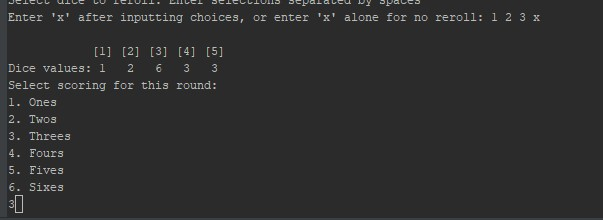 Select dice to reroll. Enter selections separated by spaces
Enter 'x' after inputting choices, or enter 'x' alone for no reroll: 1 2 3 x
[1] [2] [3] [4] [5]
Dice values: 1 2 6 3 3
Select scoring for this round:
1. Ones
2. Twos
3. Threes
4. Fours
5. Fives
6. Sixes
3